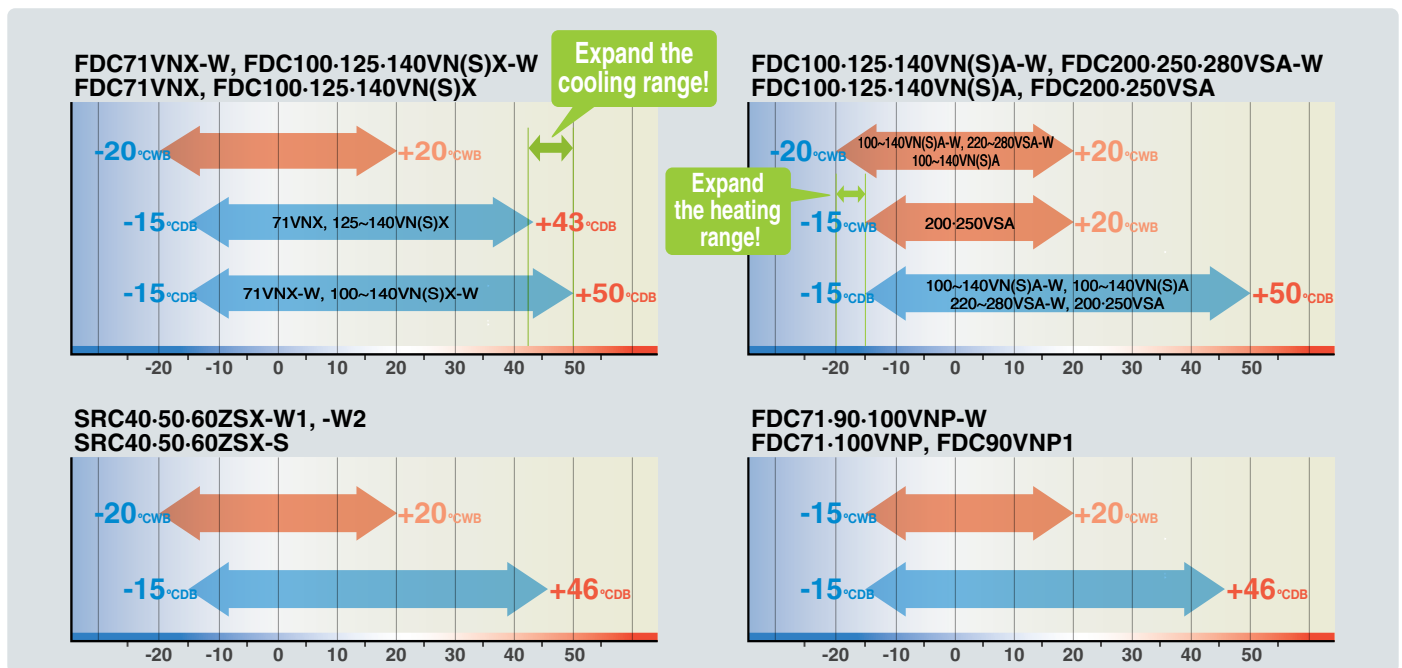 FDC71VNX-W, FDC100·125·140VN(S)X-W
FDC71VNX, FDC100·125·140VN(S)X
Expand the
cooling range!
-20°CWB +20°CWB
-15°CDB 71VNX, 125~140VN(S)X +43°CDB
-15°CDB 71VNX-W, 100~140VN(S)X-W +50°CDB
-20 -10 0 10 20 30 40 50
FDC100·125·140VN(S)A-W, FDC200·250·280VSA-W
FDC100·125·140VN(S)A, FDC200·250VSA
-20°CWB 100~140VN(S)A-W, 220~280VSA-W +20°CWB
100~140VN(S)A
Expand
the heating
range!
-15°CWB 200·250VSA +20°CWB
-15°CDB 100~140VN(S)A-W, 100~140VN(S)A +50°CDB
220~280VSA-W, 200·250VSA
-20 -10 0 10 20 30 40 50
SRC40·50·60ZSX-W1, -W2
SRC40·50·60ZSX-S
-20°CWB +20°CWB
-15°CDB +46°CDB
-20 -10 0 10 20 30 40 50
FDC71·90·100VNP-W
FDC71·100VNP, FDC90VNP1
-15°CWB +20°CWB
-15°CDB +46°CDB
-20 -10 0 10 20 30 40 50